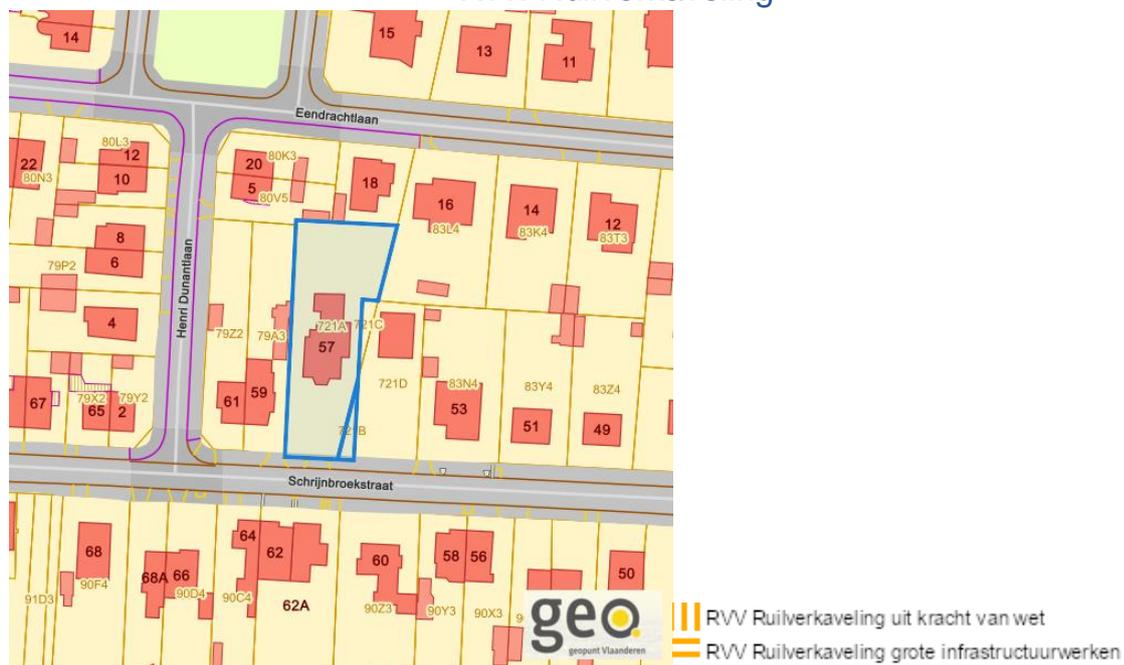 14
15
13
11
Eendrachtlaan
80L3
12
22
10
80N3
20
80K3
5
80V5
18
16
83L4
14
83K4
12
83T3
8
6
79P2
Henri Dunantlaan
4
79Z2
79A3
721A
721C
57
721D
67
79X2
65
2
79Y2
61
59
83N4
53
83Y4
51
83Z4
49
Schrijnbroekstraat
68
90F4
91D3
68A
66
90D4
64
62
90C4
62A
60
90Z3
90Y3
58
56
90X3
50
geo
geopunt Vlaanderen
RVV Ruilverkaveling uit kracht van wet
RVV Ruilverkaveling grote infrastructuurwerken